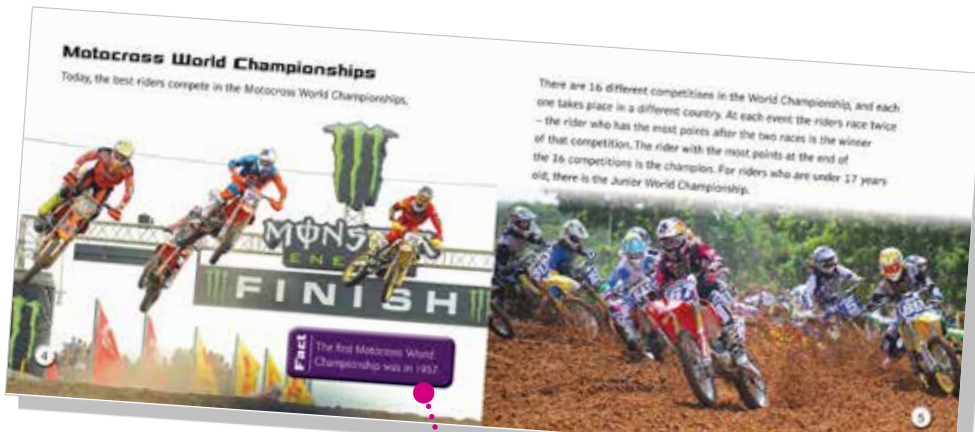 Motocross World Championships
Today, the best riders compete in the Motocross World Championships.
MONSTER
ENE
FINISH
Fact
The first Motocross World
Championship was in 1957.
4
There are 16 different competitions in the World Championship, and each
one takes place in a different country. At each event the riders race twice
– the rider who has the most points after the two races is the winner
of that competition. The rider with the most points at the end of
the 16 competitions is the champion. For riders who are under 17 years
old, there is the Junior World Championship.
5